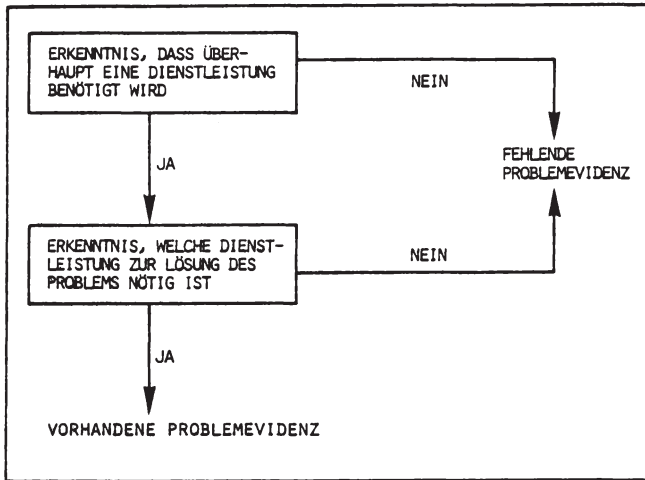 ERKENNTNIS, DASS ÜBER-
HAUPT EINE DIENSTLEISTUNG
BENÖTIGT WIRD
NEIN
JA
FEHLENDE
PROBLEMEVIDENZ
ERKENNTNIS, WELCHE DIENST-
LEISTUNG ZUR LÖSUNG DES
PROBLEMS NÖTIG IST
NEIN
JA
VORHANDENE PROBLEMEVIDENZ